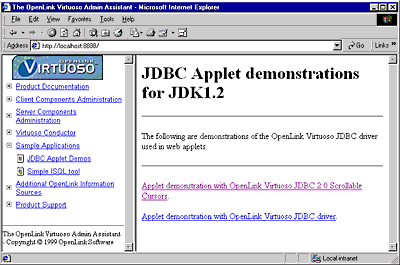 The OpenLink Virtuoso Admin Assistant - Microsoft Internet Explorer
File Edit View Favorites Tools Help
Address http://localhost:8888/ Go Links »
OPENLINK
VIRTUOSO
Product Documentation
Client Components Administration
Server Components
Administration
Virtuoso Conductor
Sample Applications
JDBC Applet Demos
Simple ISQL tool
Additional OpenLink Information
Sources
Product Support
The OpenLink Virtuoso Admin Assistant
- Copyright © 1999 OpenLink Software
JDBC Applet demonstrations
for JDK1.2
The following are demonstrations of the OpenLink Virtuoso JDBC driver
used in web applets.
Applet demonstration with OpenLink Virtuoso JDBC 2.0 Scrollable
Cursors.
Applet demonstration with OpenLink Virtuoso JDBC driver.
Local intranet